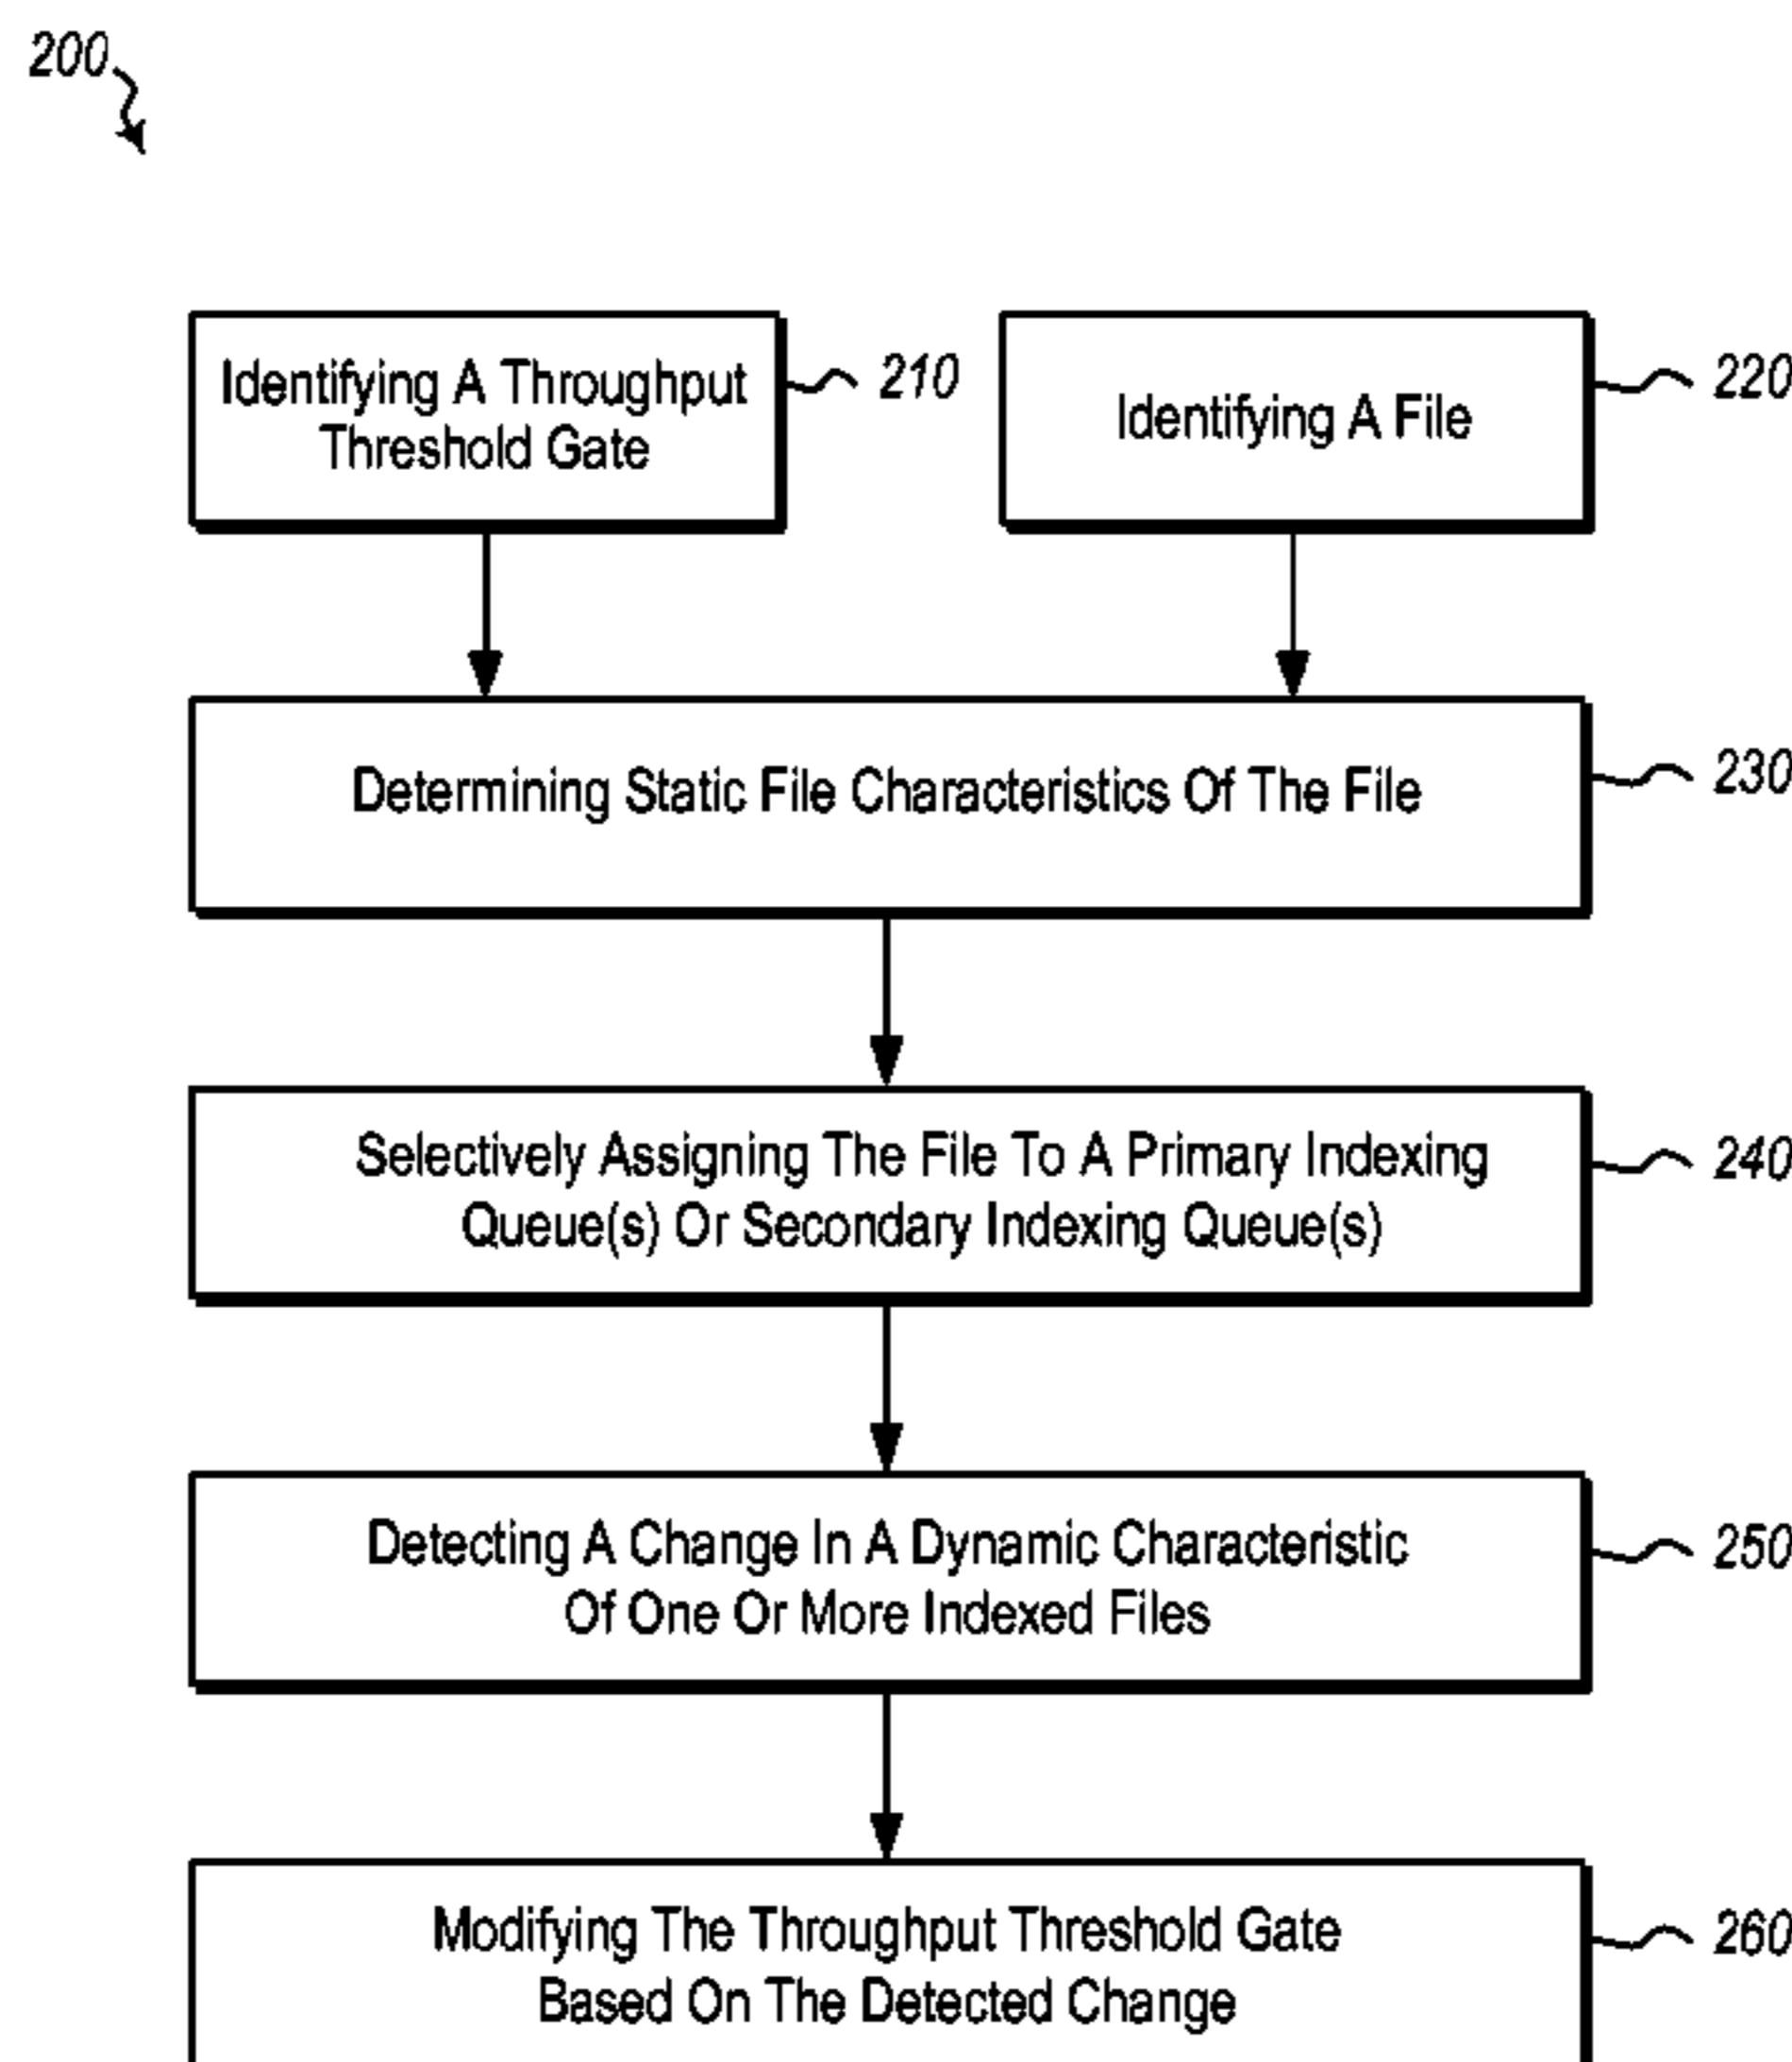 200
Identifying A Throughput
Threshold Gate
210
Identifying A File
220
Determining Static File Characteristics Of The File
230
Selectively Assigning The File To A Primary Indexing
Queue(s) Or Secondary Indexing Queue(s)
240
Detecting A Change In A Dynamic Characteristic
Of One Or More Indexed Files
250
Modifying The Throughput Threshold Gate
Based On The Detected Change
260